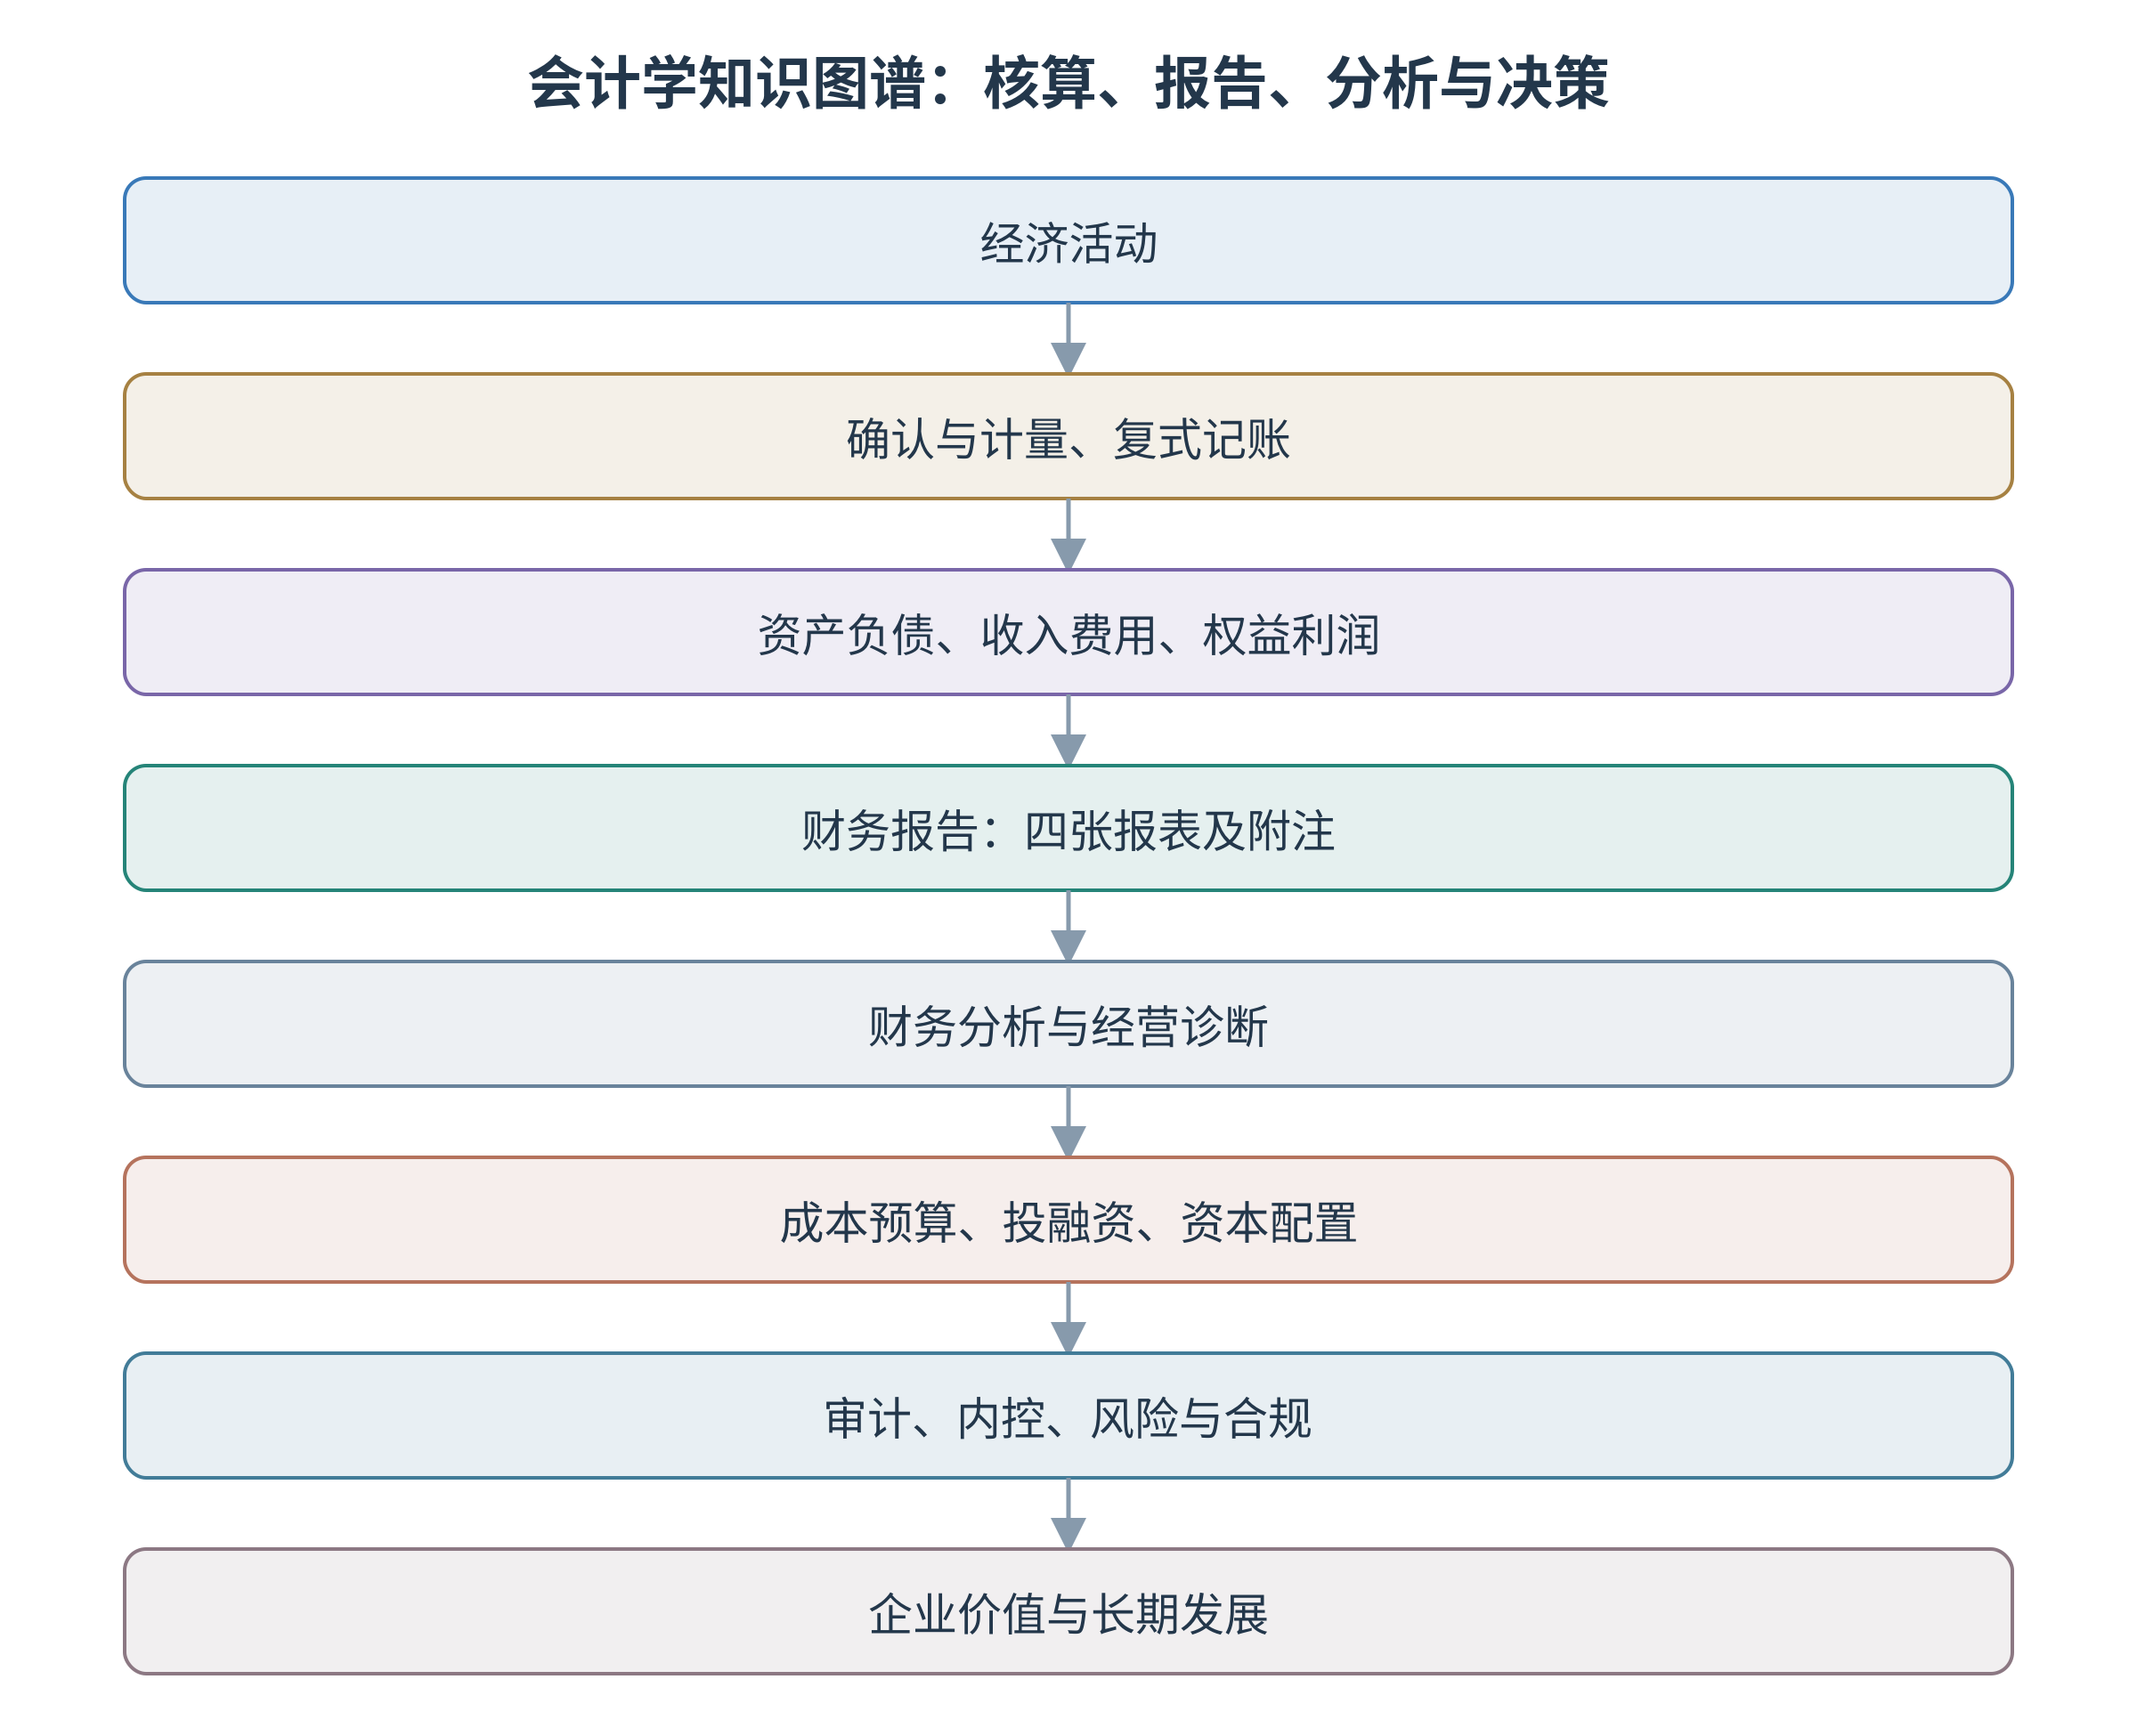 会计学知识图谱：核算、报告、分析与决策
经济活动
确认与计量、复式记账
资产负债、收入费用、权益利润
财务报告：四张报表及附注
财务分析与经营诊断
成本预算、投融资、资本配置
审计、内控、风险与合规
企业价值与长期发展